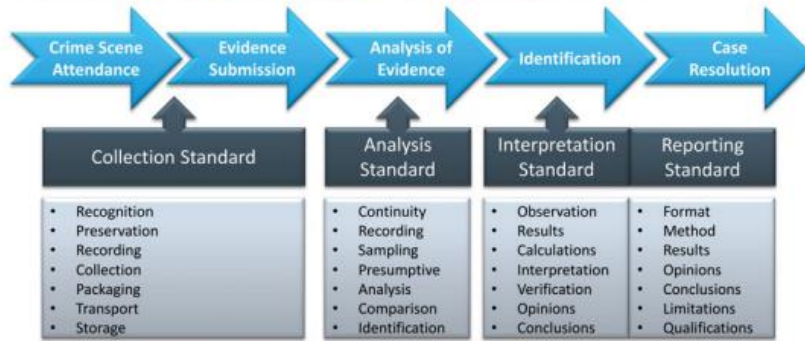 Crime Scene
Attendance
Evidence
Submission
Analysis of
Evidence
Identification
Case
Resolution
Collection Standard
Analysis
Standard
Interpretation
Standard
Reporting
Standard
• Recognition
• Preservation
• Recording
• Collection
• Packaging
• Transport
• Storage
• Continuity
• Recording
• Sampling
• Presumptive
• Analysis
• Comparison
• Identification
• Observation
• Results
• Calculations
• Interpretation
• Verification
• Opinions
• Conclusions
• Format
• Method
• Results
• Opinions
• Conclusions
• Limitations
• Qualifications